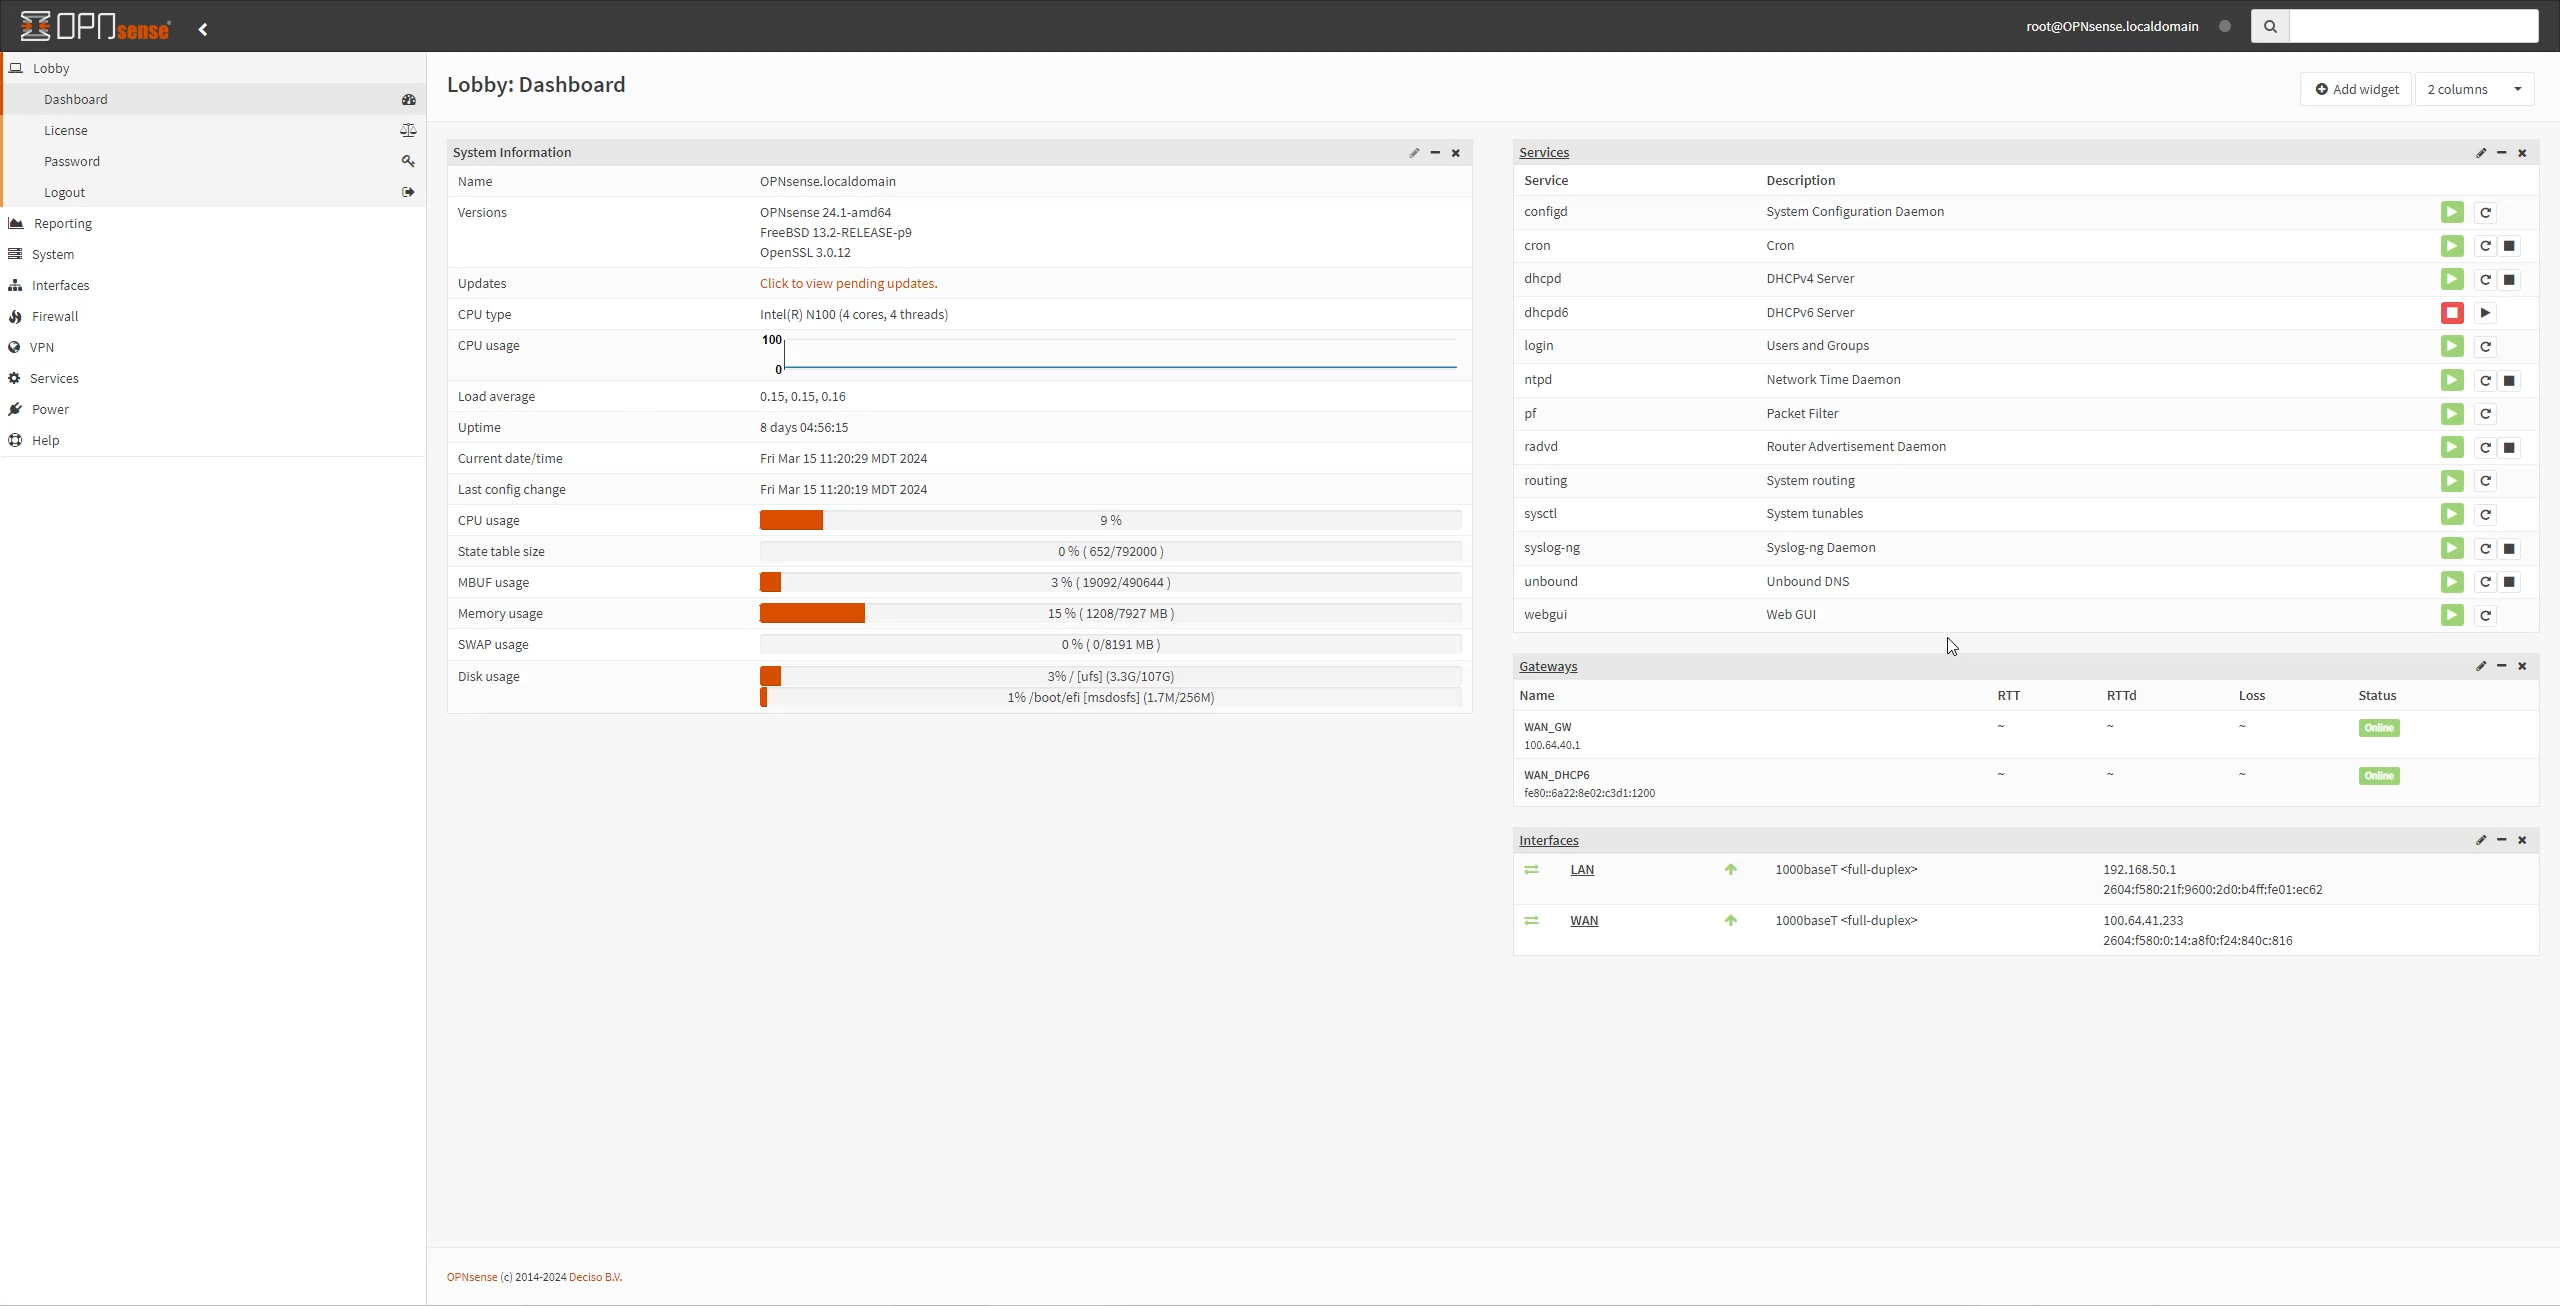 OPNsense
root@OPNsense.localdomain
Lobby
Dashboard
License
Password
Logout
Reporting
System
Interfaces
Firewall
VPN
Services
Power
Help
Lobby: Dashboard
Add widget
2 columns
System Information
Name OPNsense.localdomain
Versions OPNsense 24.1-amd64
FreeBSD 13.2-RELEASE-p9
OpenSSL 3.0.12
Updates Click to view pending updates.
CPU type Intel(R) N100 (4 cores, 4 threads)
CPU usage 100
0
Load average 0.15, 0.15, 0.16
Uptime 8 days 04:56:15
Current date/time Fri Mar 15 11:20:29 MDT 2024
Last config change Fri Mar 15 11:20:19 MDT 2024
CPU usage 9 %
State table size 0 % ( 652/792000 )
MBUF usage 3 % ( 19092/490644 )
Memory usage 15 % ( 1208/7927 MB )
SWAP usage 0 % ( 0/8191 MB )
Disk usage 3% / [ufs] (3.3G/107G)
1% /boot/efi [msdosfs] (1.7M/256M)
Services
Service Description
configd System Configuration Daemon
cron Cron
dhcpd DHCPv4 Server
dhcpd6 DHCPv6 Server
login Users and Groups
ntpd Network Time Daemon
pf Packet Filter
radvd Router Advertisement Daemon
routing System routing
sysctl System tunables
syslog-ng Syslog-ng Daemon
unbound Unbound DNS
webgui Web GUI
Gateways
Name RTT RTTd Loss Status
WAN_GW ~ ~ ~ Online
100.64.40.1
WAN_DHCP6 ~ ~ ~ Online
fe80::6a22:8e02:c3d1:1200
Interfaces
LAN 1000baseT <full-duplex> 192.168.50.1
2604:f580:21f:9600:2d0:b4ff:fe01:ec62
WAN 1000baseT <full-duplex> 100.64.41.233
2604:f580:0:14:a8f0:f24:840c:816
OPNsense (c) 2014-2024 Deciso B.V.